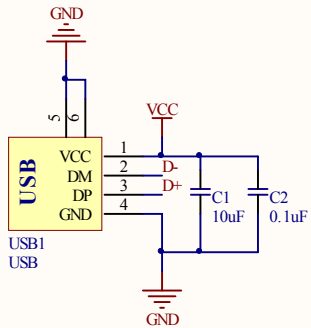 GND
5
6
USB
VCC 1
DM 2
DP 3
GND 4
VCC
D-
D+
C1
10uF
C2
0.1uF
USB1
USB
GND